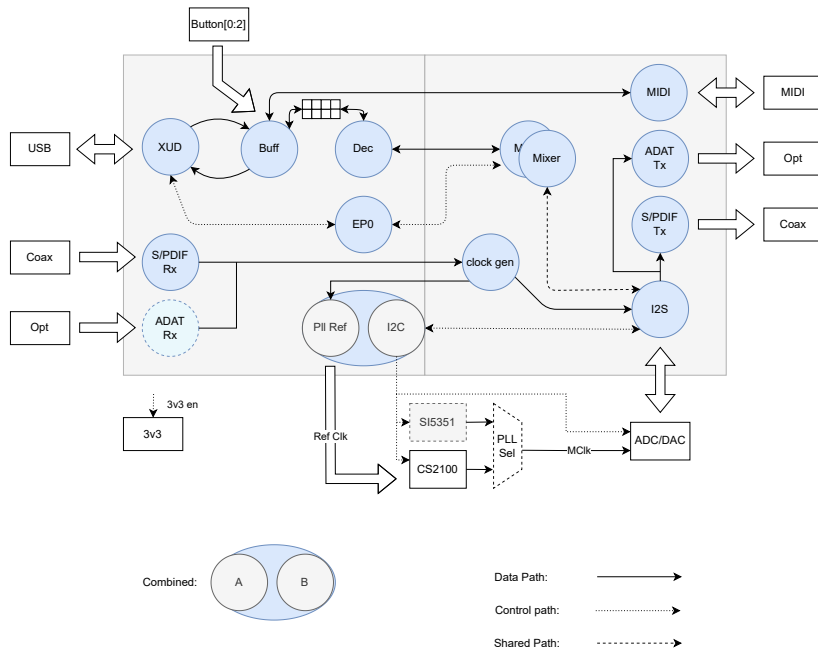 Button[0:2]
USB
XUD
Buff
Dec
M
Mixer
MIDI
MIDI
ADAT
Tx
Opt
EP0
S/PDIF
Tx
Coax
Coax
S/PDIF
Rx
clock gen
Opt
ADAT
Rx
Pll Ref
I2C
I2S
3v3 en
3v3
Ref Clk
SI5351
CS2100
PLL
Sel
MClk
ADC/DAC
Combined:
A
B
Data Path:
Control path:
Shared Path: